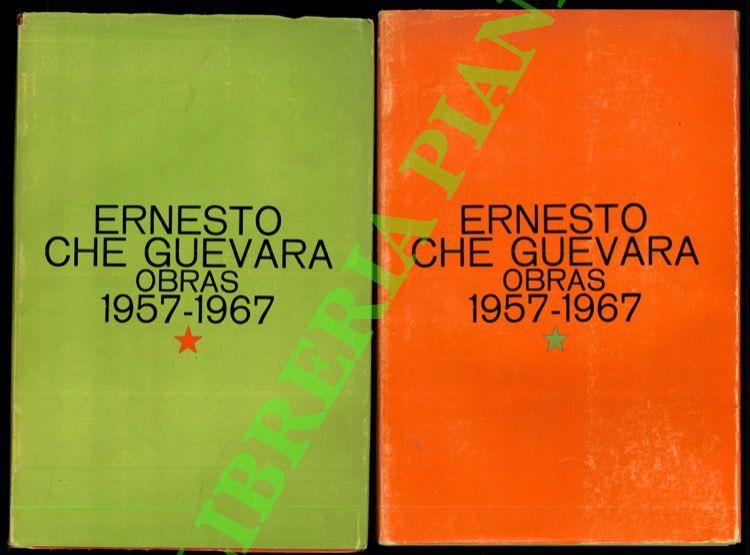 ERNESTO
CHE GUEVARA
OBRAS
1957-1967
ERNESTO
CHE GUEVARA
OBRAS
1957-1967
LIBRERIA PIANI